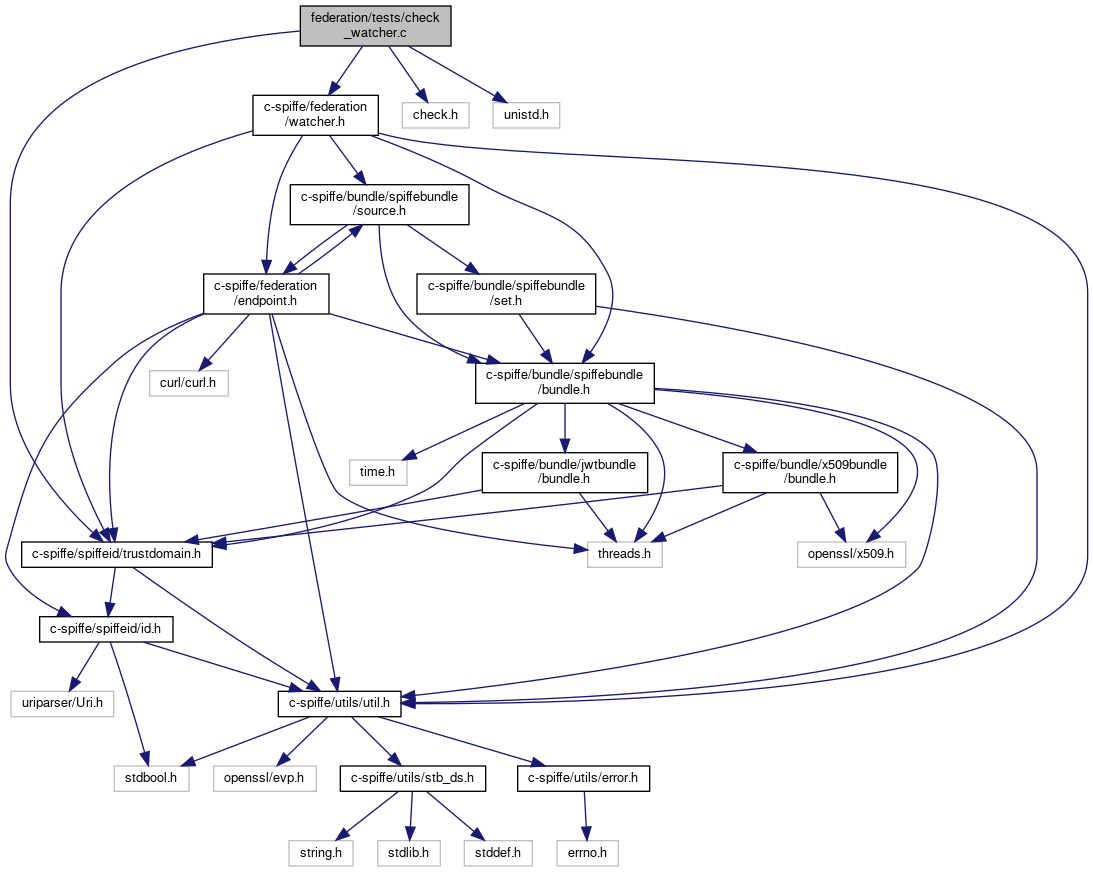 federation/tests/check
_watcher.c
c-spiffe/federation
/watcher.h
check.h
unistd.h
c-spiffe/bundle/spiffebundle
/source.h
c-spiffe/federation
/endpoint.h
c-spiffe/bundle/spiffebundle
/set.h
curl/curl.h
c-spiffe/bundle/spiffebundle
/bundle.h
time.h
c-spiffe/bundle/jwtbundle
/bundle.h
c-spiffe/bundle/x509bundle
/bundle.h
c-spiffe/spiffeid/trustdomain.h
threads.h
openssl/x509.h
c-spiffe/spiffeid/id.h
uriparser/Uri.h
c-spiffe/utils/util.h
stdbool.h
openssl/evp.h
c-spiffe/utils/stb_ds.h
c-spiffe/utils/error.h
string.h
stdlib.h
stddef.h
errno.h